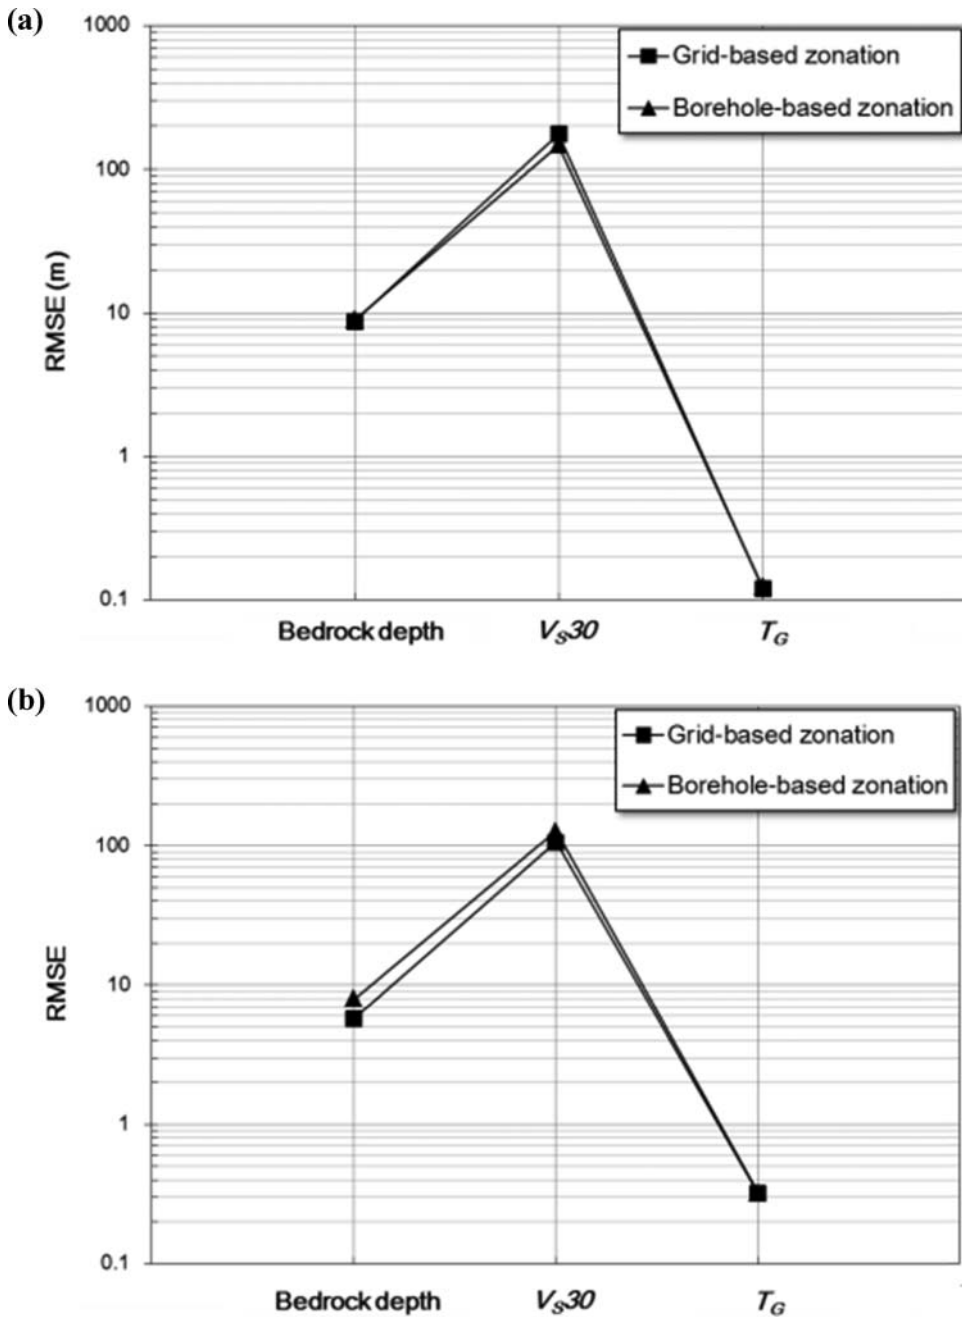 (a)
1000
100
10
1
0.1
RMSE (m)
Grid-based zonation
Borehole-based zonation
Bedrock depth
VS30
TG
(b)
1000
100
10
1
0.1
RMSE
Grid-based zonation
Borehole-based zonation
Bedrock depth
VS30
TG